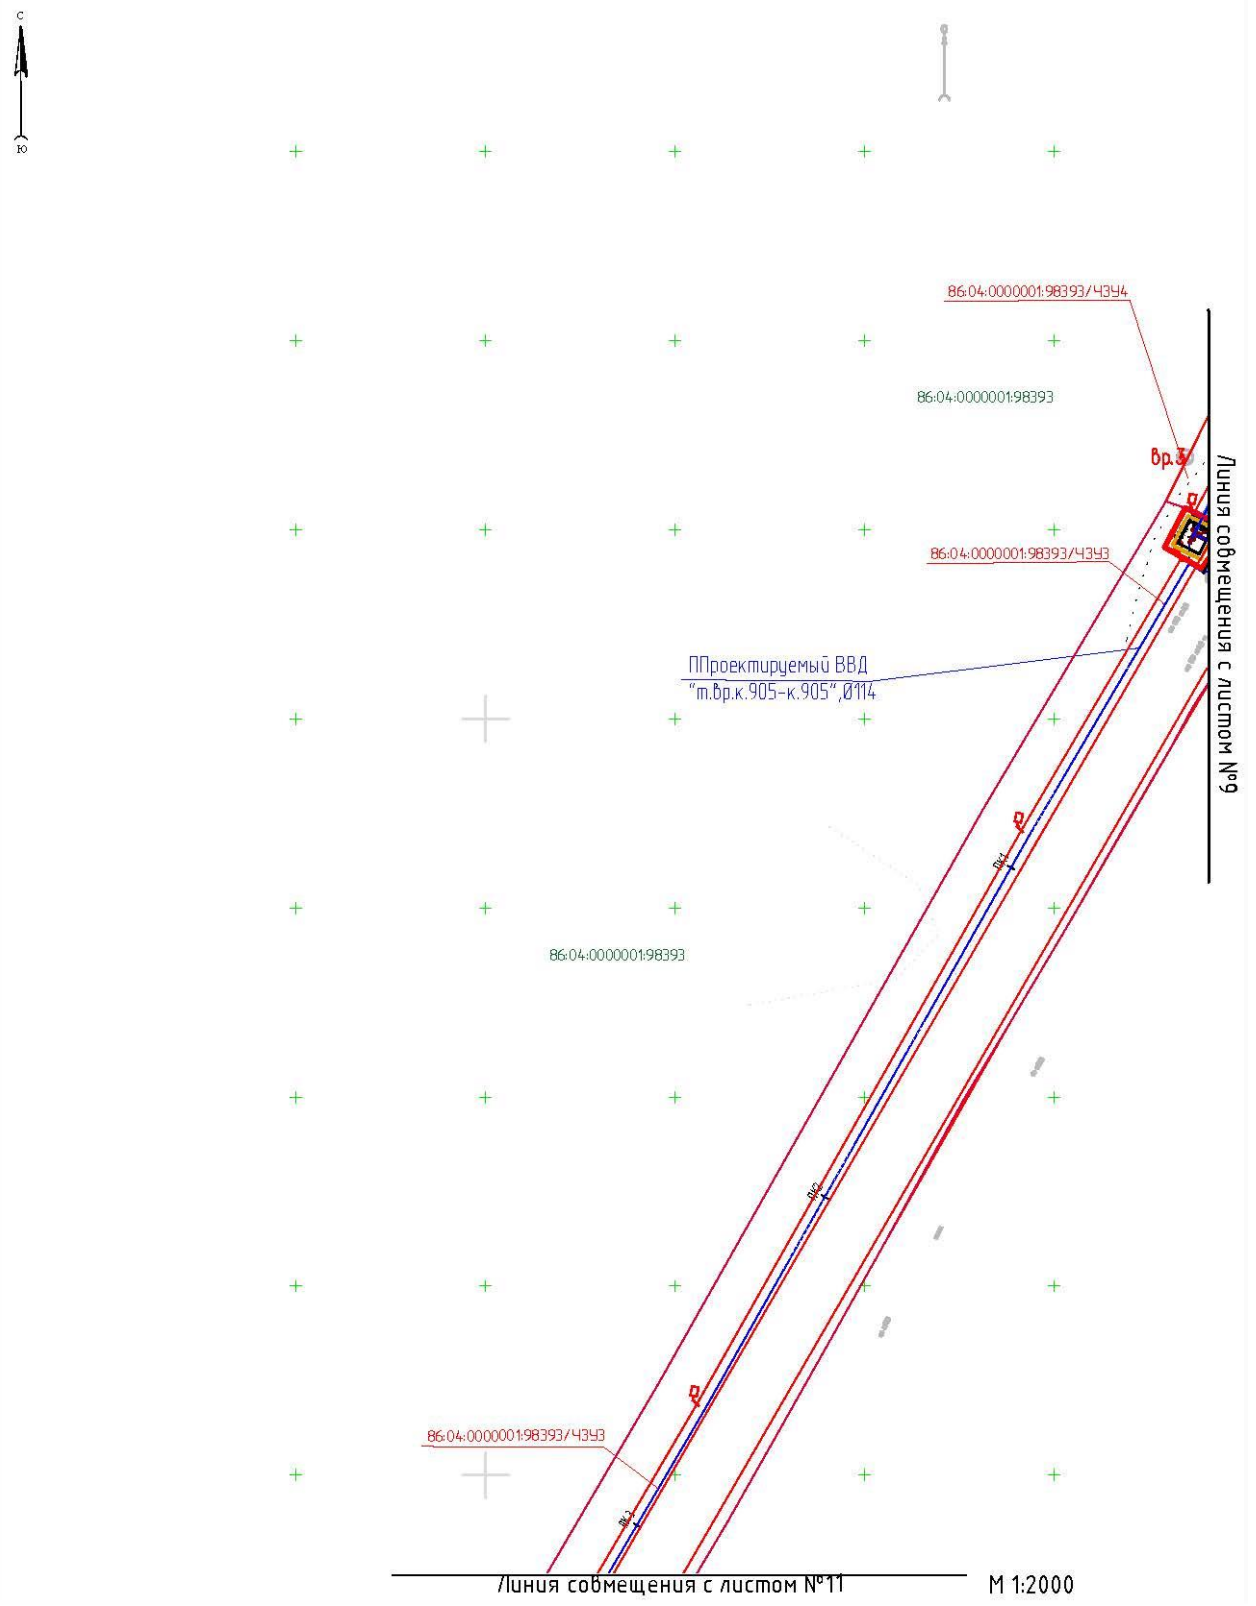 С
Ю
86:04:0000001:98393/ЧЗУ4
86:04:0000001:98393
вр.3
86:04:0000001:98393/ЧЗУ3
Линия совмещения с листом №9
ППроектируемый ВВД
"т.вр.к.905-к.905",Ø114
ПК1
86:04:0000001:98393
ПК2
86:04:0000001:98393/ЧЗУ3
ПК3
Линия совмещения с листом №11
М 1:2000